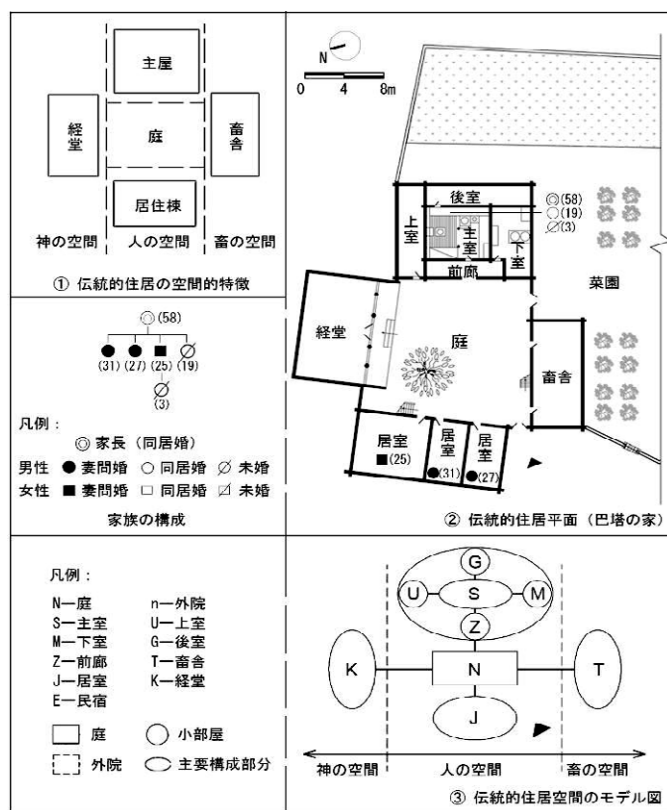 主屋
経堂
庭
畜舎
居住棟
神の空間 人の空間 畜の空間
① 伝統的住居の空間的特徴
(58)
(31) (27) (25) (19)
(3)
凡例：
家長（同居婚）
男性 妻問婚 同居婚 未婚
女性 妻問婚 同居婚 未婚
家族の構成
N
0 4 8m
後室
上室
主室
下室
前廊
(58)
(19)
(3)
菜園
経堂
庭
畜舎
居室
(25)
居室
(31)
居室
(27)
② 伝統的住居平面（巴塔の家）
凡例：
N—庭 n—外院
S—主室 U—上室
M—下室 G—後室
Z—前廊 T—畜舎
J—居室 K—経堂
E—民宿
庭 小部屋
外院 主要構成部分
G
U S M
Z
K N T
J
神の空間 人の空間 畜の空間
③ 伝統的住居空間のモデル図